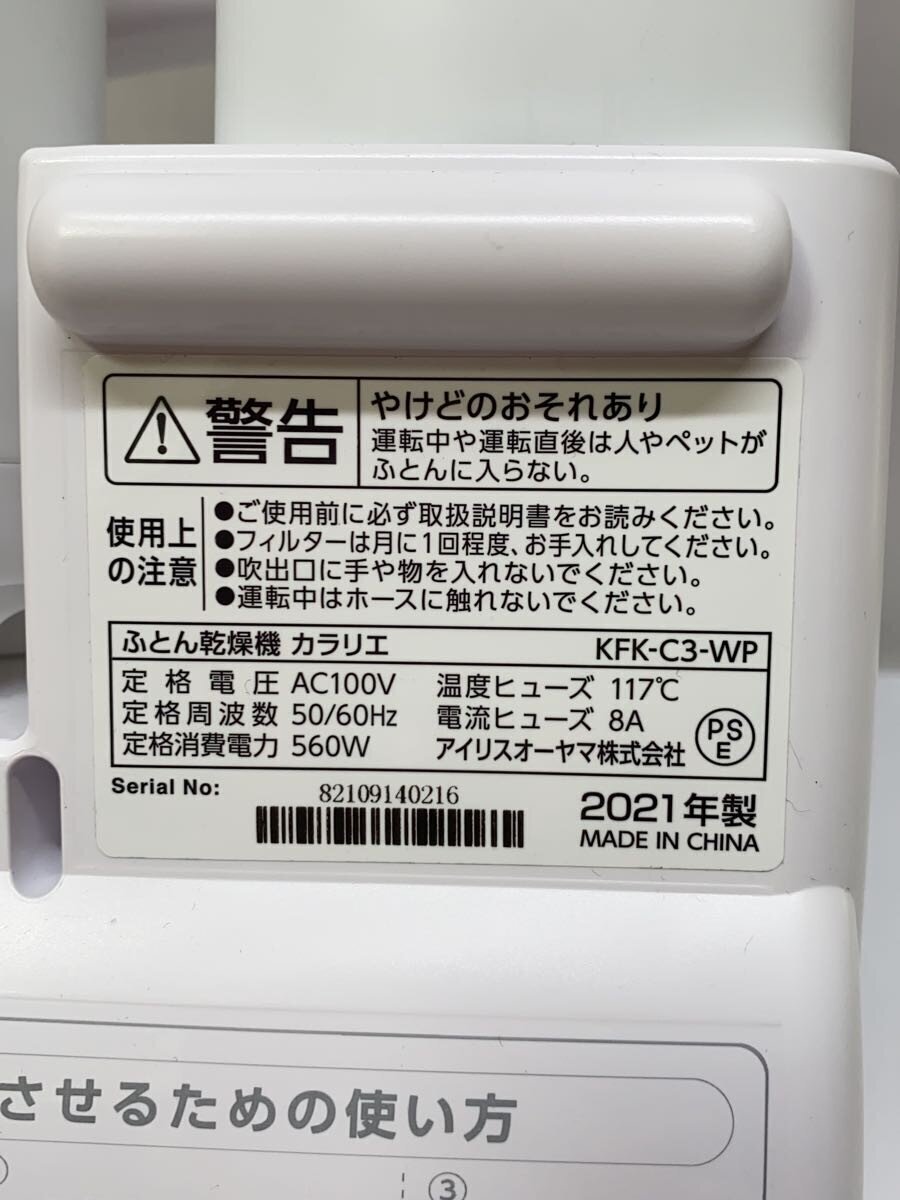 警告
やけどのおそれあり
運転中や運転直後は人やペットが
ふとんに入らない。
使用上
の注意
●ご使用前に必ず取扱説明書をお読みください。
●フィルターは月に1回程度、お手入れしてください。
●吹出口に手や物を入れないでください。
●運転中はホースに触れないでください。
ふとん乾燥機 カラリエ KFK-C3-WP
定格電圧 AC100V 温度ヒューズ 117℃
定格周波数 50/60Hz 電流ヒューズ 8A
定格消費電力 560W アイリスオーヤマ株式会社
PS
E
Serial No:
82109140216
2021年製
MADE IN CHINA
させるための使い方
③